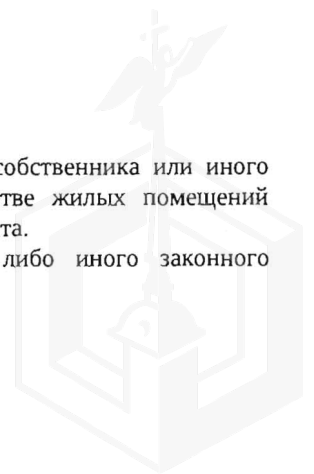 собственника или иного
стве жилых помещений
та.
либо иного законного